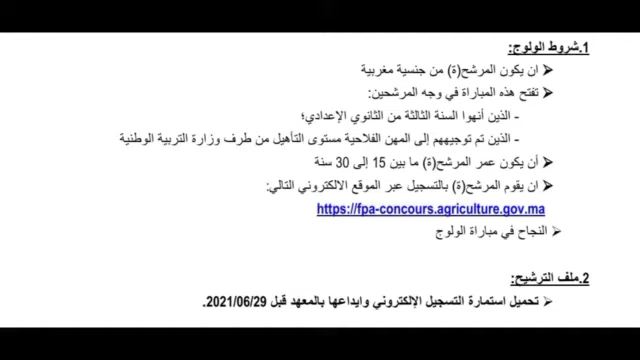 1.شروط الولوج:
➢ ان يكون المرشح(ة) من جنسية مغربية
➢ تفتح هذه المباراة في وجه المرشحين:
- الذين أنهوا السنة الثالثة من الثانوي الإعدادي؛
- الذين تم توجيههم إلى المهن الفلاحية مستوى التأهيل من طرف وزارة التربية الوطنية
➢ أن يكون عمر المرشح(ة) ما بين 15 إلى 30 سنة
➢ ان يقوم المرشح(ة) بالتسجيل عبر الموقع الالكتروني التالي:
https://fpa-concours.agriculture.gov.ma
➢ النجاح في مباراة الولوج
2.ملف الترشيح:
➢ تحميل استمارة التسجيل الإلكتروني وايداعها بالمعهد قبل 2021/06/29.